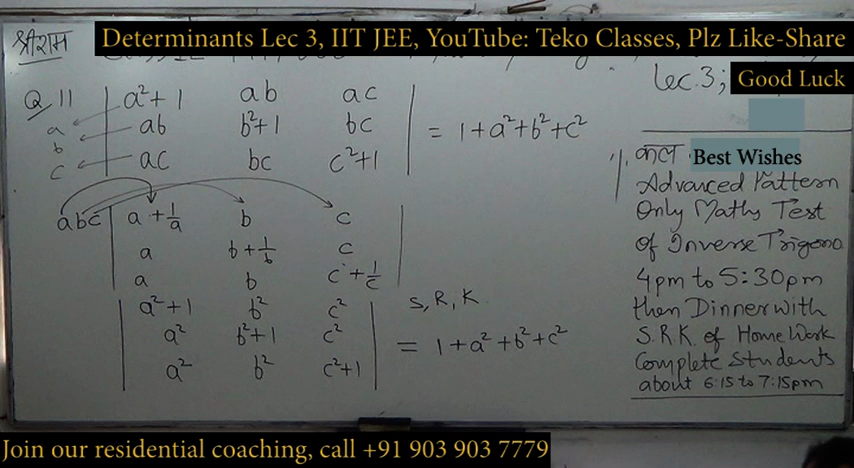 श्रीराम
Determinants Lec 3, IIT JEE, YouTube: Teko Classes, Plz Like-Share
Lec.3;
Good Luck
Q.11 | a²+1 ab ac |
a ← ab b²+1 bc = 1+a²+b²+c²
b
c ← ac bc c²+1
abc | a+1/a b c |
a b+1/b c
a b c+1/c
| a²+1 b² c² | S,R,K
a² b²+1 c² = 1+a²+b²+c²
a² b² c²+1
कल Best Wishes
Advanced Pattern
Only Maths Test
of Inverse Trigono
4pm to 5:30pm
then Dinner with
S.R.K. of Home Work
Complete Students
about 6:15 to 7:15pm
Join our residential coaching, call +91 903 903 7779